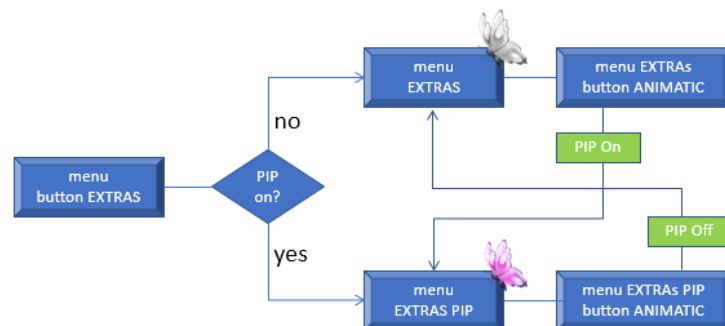 menu
EXTRAS
menu EXTRAs
button ANIMATIC
no
PIP On
menu
button EXTRAS
PIP
on?
PIP Off
yes
menu
EXTRAS PIP
menu EXTRAs PIP
button ANIMATIC